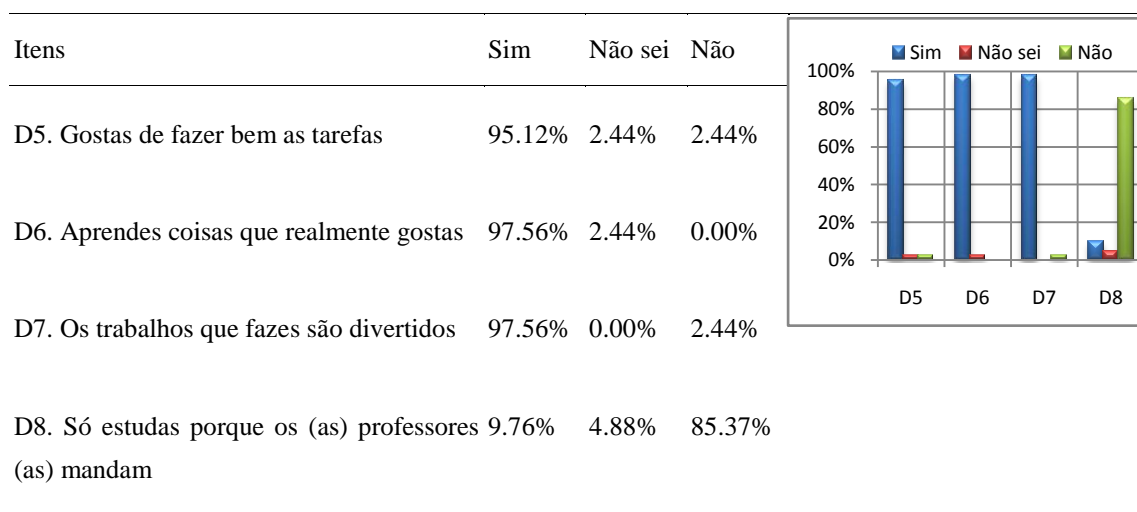 Itens Sim Não sei Não
D5. Gostas de fazer bem as tarefas 95.12% 2.44% 2.44%
D6. Aprendes coisas que realmente gostas 97.56% 2.44% 0.00%
D7. Os trabalhos que fazes são divertidos 97.56% 0.00% 2.44%
D8. Só estudas porque os (as) professores 9.76% 4.88% 85.37%
(as) mandam
Sim Não sei Não
100%
80%
60%
40%
20%
0%
D5 D6 D7 D8